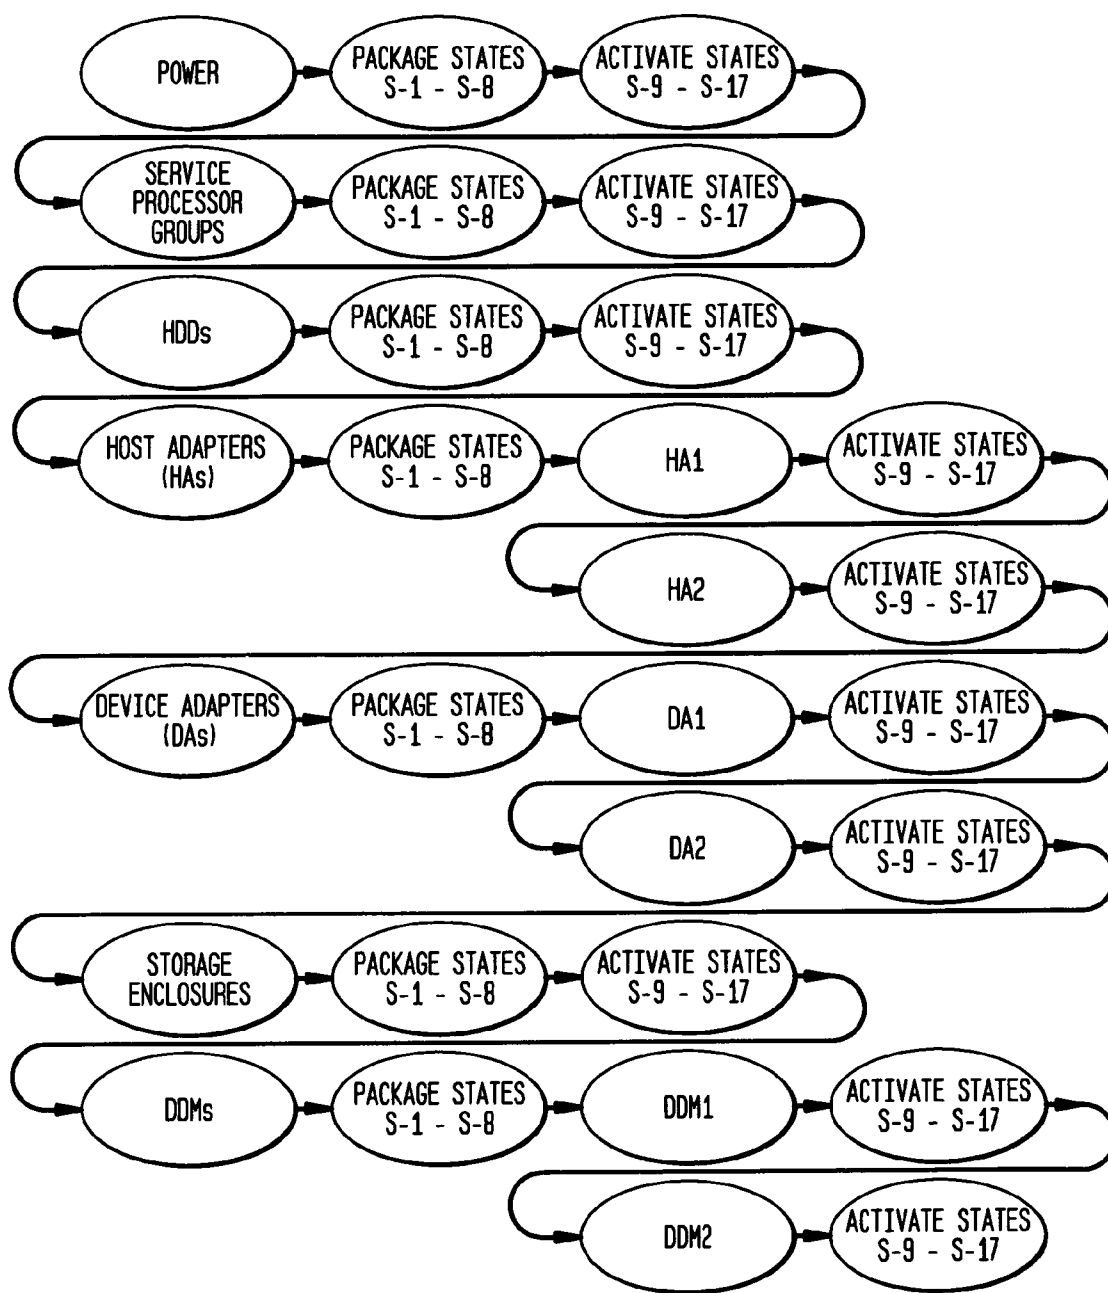 POWER
PACKAGE STATES
S-1 - S-8
ACTIVATE STATES
S-9 - S-17
SERVICE
PROCESSOR
GROUPS
PACKAGE STATES
S-1 - S-8
ACTIVATE STATES
S-9 - S-17
HDDs
PACKAGE STATES
S-1 - S-8
ACTIVATE STATES
S-9 - S-17
HOST ADAPTERS
(HAs)
PACKAGE STATES
S-1 - S-8
HA1
ACTIVATE STATES
S-9 - S-17
HA2
ACTIVATE STATES
S-9 - S-17
DEVICE ADAPTERS
(DAs)
PACKAGE STATES
S-1 - S-8
DA1
ACTIVATE STATES
S-9 - S-17
DA2
ACTIVATE STATES
S-9 - S-17
STORAGE
ENCLOSURES
PACKAGE STATES
S-1 - S-8
ACTIVATE STATES
S-9 - S-17
DDMs
PACKAGE STATES
S-1 - S-8
DDM1
ACTIVATE STATES
S-9 - S-17
DDM2
ACTIVATE STATES
S-9 - S-17